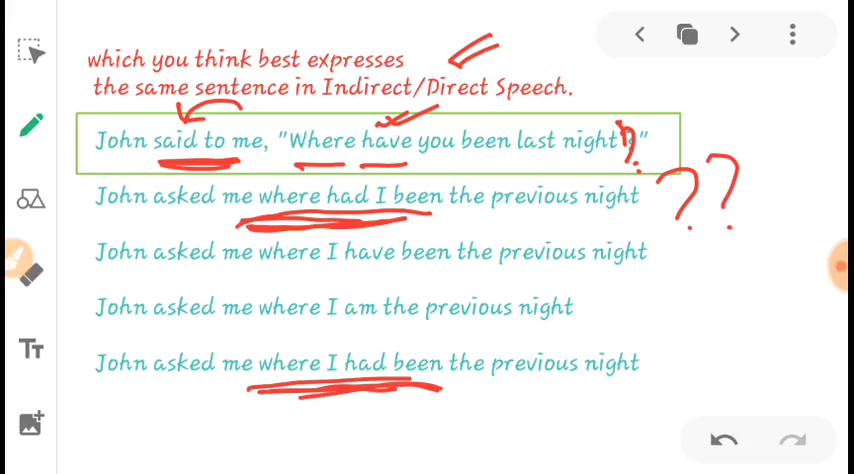 which you think best expresses
the same sentence in Indirect/Direct Speech.
John said to me, "Where have you been last night?"
??
John asked me where had I been the previous night
John asked me where I have been the previous night
John asked me where I am the previous night
John asked me where I had been the previous night
TT